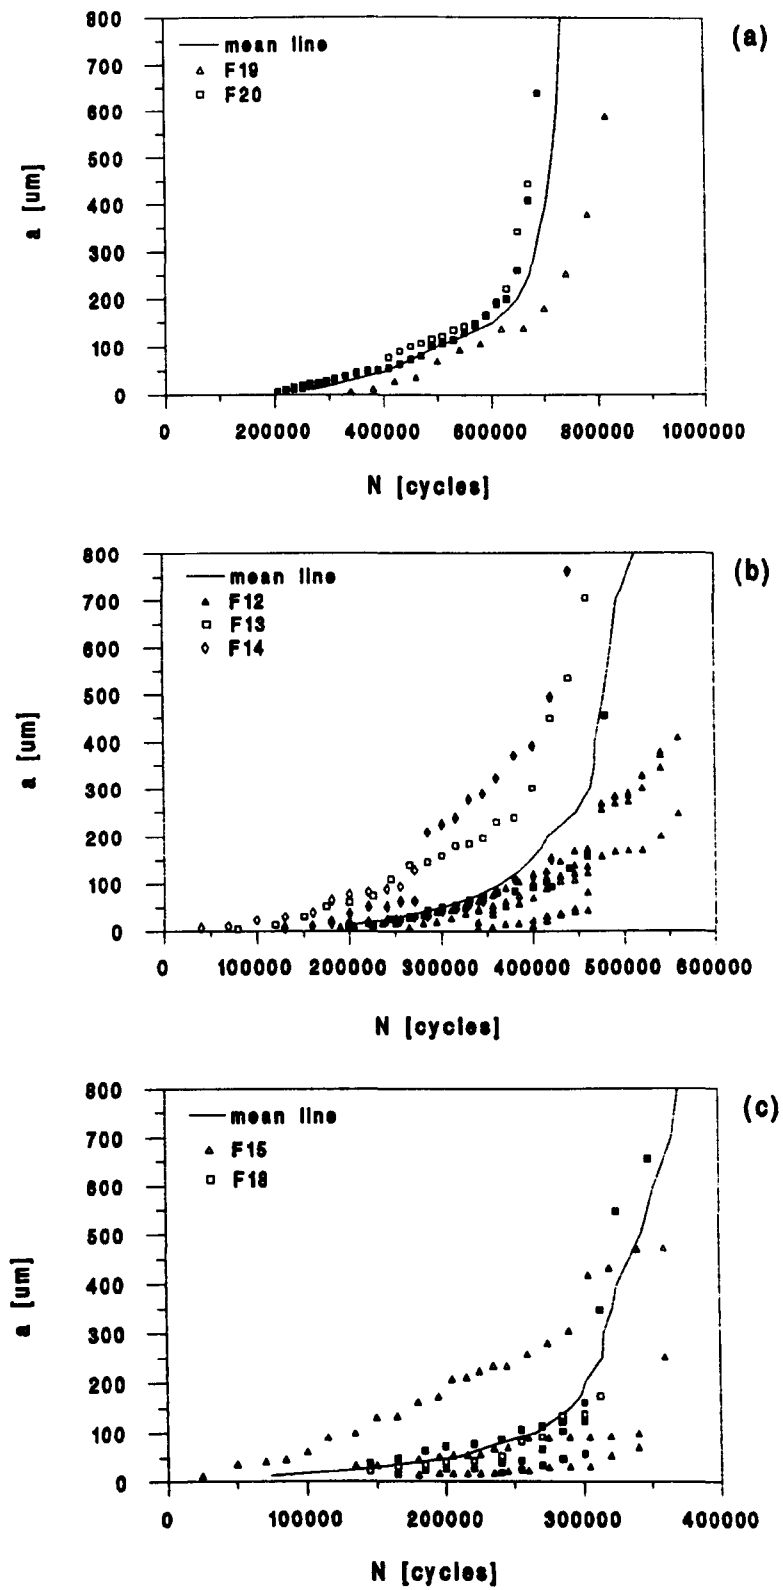 800
(a)
mean line
700
F19
F20
600
500
a [um]
400
300
200
100
0
0 200000 400000 600000 800000 1000000
N [cycles]
800
(b)
mean line
700
F12
F13
600
F14
500
a [um]
400
300
200
100
0
0 100000 200000 300000 400000 500000 600000
N [cycles]
800
(c)
mean line
700
F15
600
F18
500
a [um]
400
300
200
100
0
0 100000 200000 300000 400000
N [cycles]